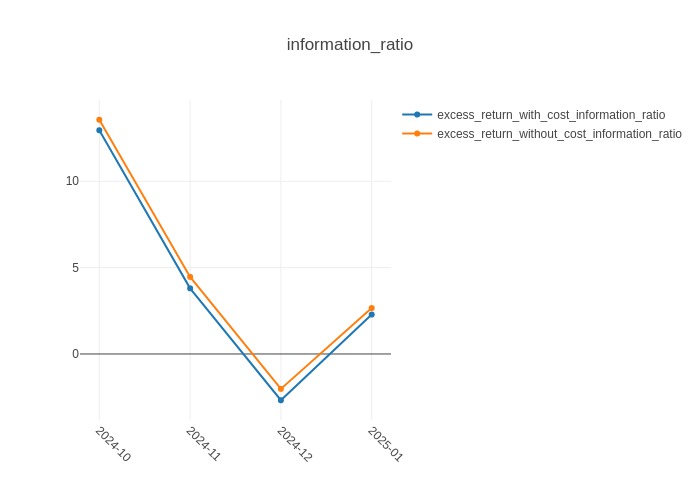 information_ratio
excess_return_with_cost_information_ratio
excess_return_without_cost_information_ratio
10
5
0
2024-10
2024-11
2024-12
2025-01